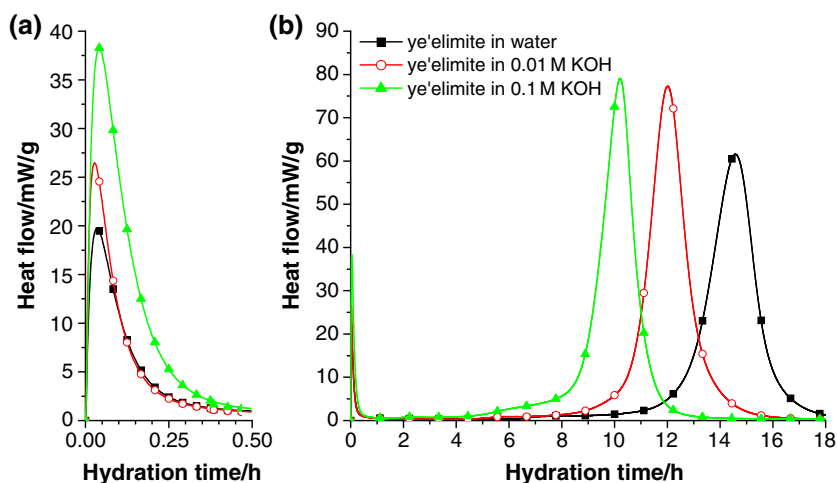 (a)
40
35
30
25
20
15
10
5
0
Heat flow/mW/g
0.00
0.25
0.50
Hydration time/h
(b)
ye'elimite in water
ye'elimite in 0.01 M KOH
ye'elimite in 0.1 M KOH
90
80
70
60
50
40
30
20
10
0
Heat flow/mW/g
0 2 4 6 8 10 12 14 16 18
Hydration time/h